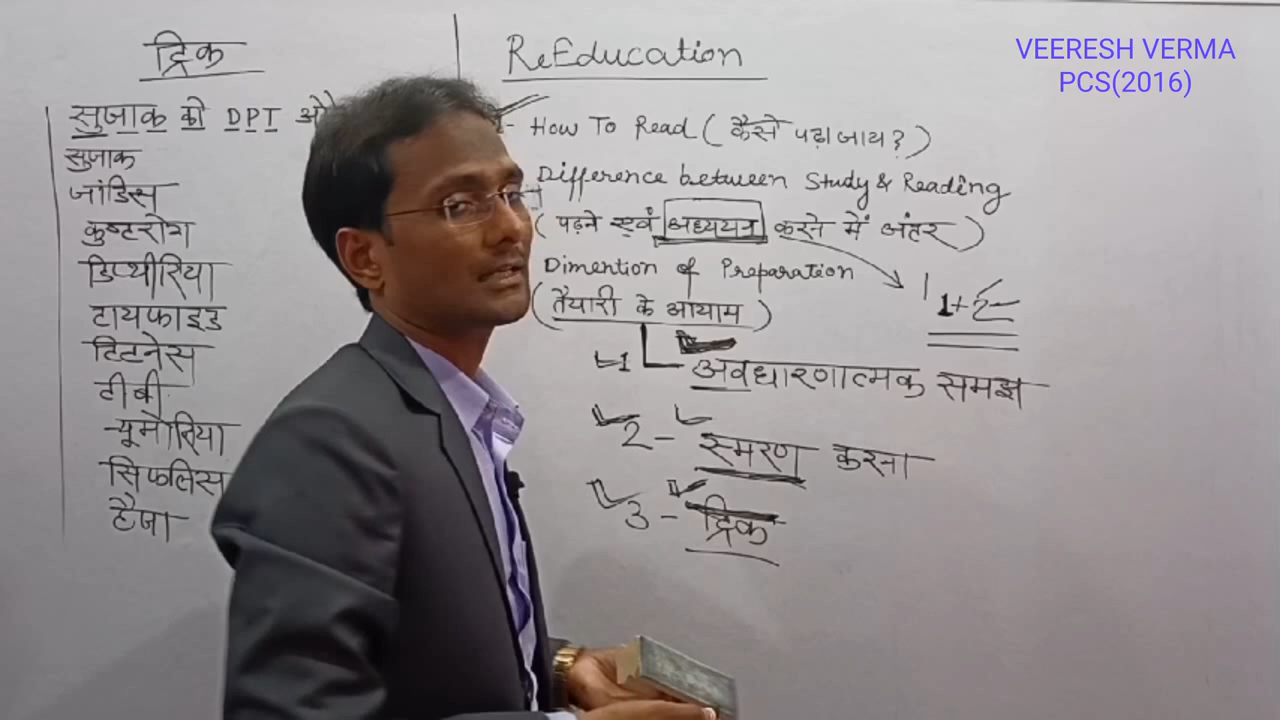 VEERESH VERMA
PCS(2016)
ट्रिक
सुजाक को DPT
सुजाक
जांडिस
कुष्टरोग
डिप्थीरिया
टायफाइड
टिटनेस
टीबी
न्यूमोनिया
सिफलिस
हैजा
ReEducation
How To Read (कैसे पढ़ा जाय?)
Difference between Study & Reading
(पढ़ने एवं अध्ययन करने में अंतर)
Dimention of Preparation
(तैयारी के आयाम)
1 अवधारणात्मक समझ
2- स्मरण करना
3- ट्रिक